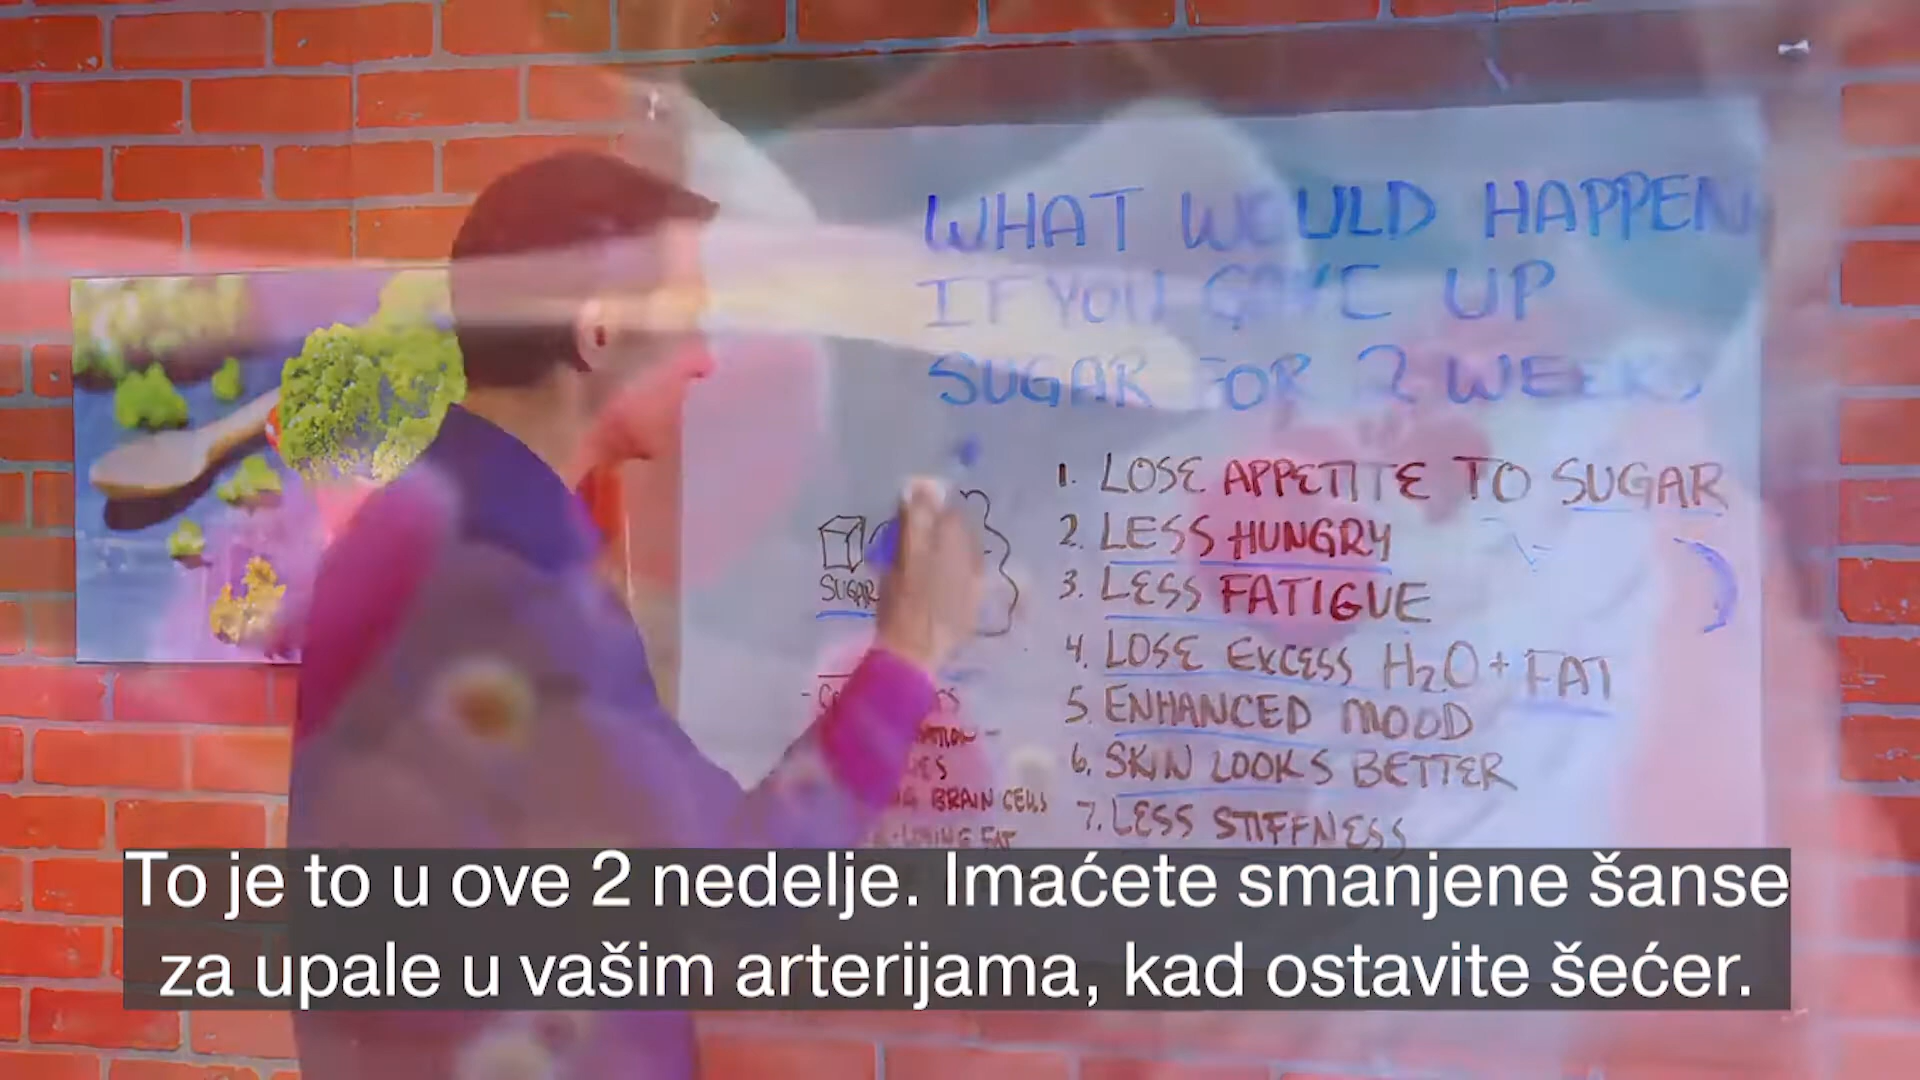 WHAT WOULD HAPPEN
IF YOU GAVE UP
SUGAR FOR 2 WEEKS
1. LOSE APPETITE TO SUGAR
2. LESS HUNGRY
3. LESS FATIGUE
4. LOSE EXCESS H₂O + FAT
5. ENHANCED MOOD
6. SKIN LOOKS BETTER
7. LESS STIFFNESS
SUGAR
BRAIN CELLS
FAT
To je to u ove 2 nedelje. Imaćete smanjene šanse
za upale u vašim arterijama, kad ostavite šećer.